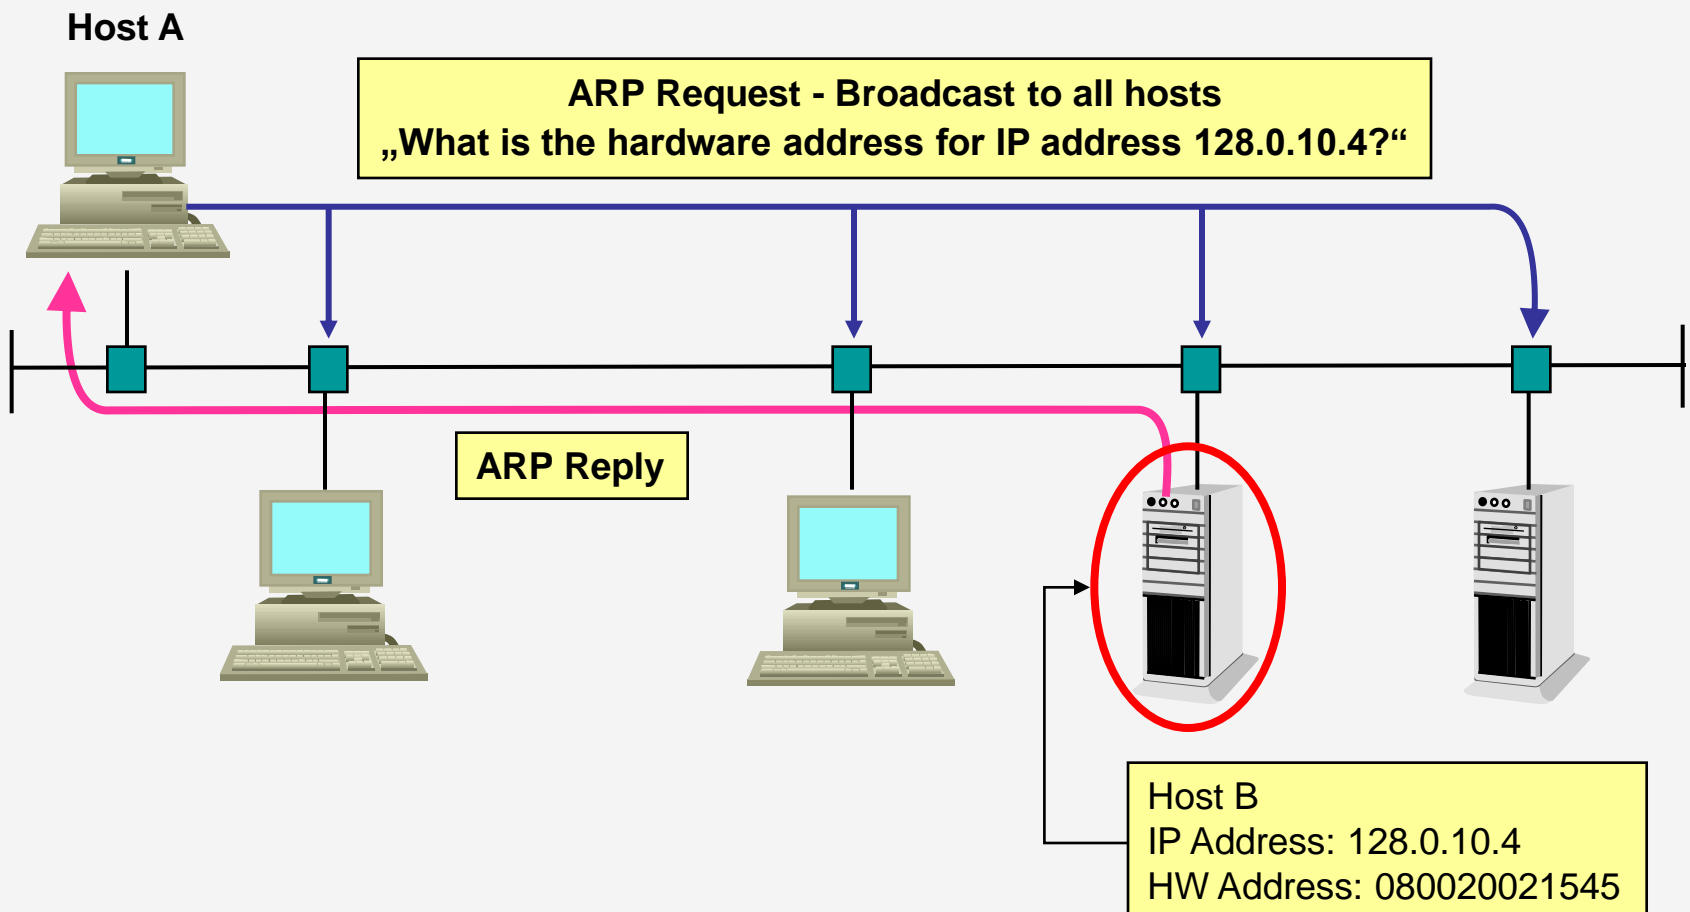 Host A
ARP Request - Broadcast to all hosts
„What is the hardware address for IP address 128.0.10.4?“
ARP Reply
Host B
IP Address: 128.0.10.4
HW Address: 080020021545